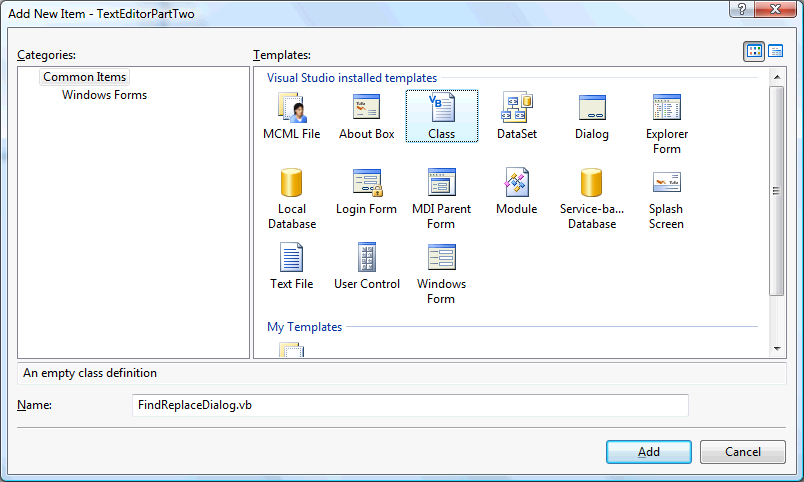 Add New Item - TextEditorPartTwo
Categories:
Templates:
Common Items
Windows Forms
Visual Studio installed templates
MCML File
About Box
Class
DataSet
Dialog
Explorer
Form
Local
Database
Login Form
MDI Parent
Form
Module
Service-ba...
Database
Splash
Screen
Text File
User Control
Windows
Form
My Templates
An empty class definition
Name:
FindReplaceDialog.vb
Add
Cancel